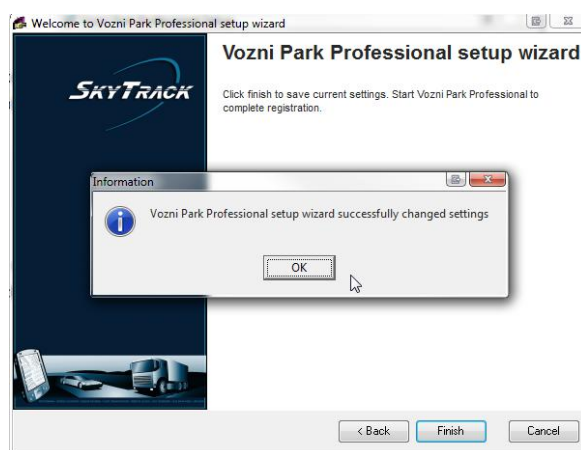 Welcome to Vozni Park Professional setup wizard
Vozni Park Professional setup wizard
SKYTRACK
Click finish to save current settings. Start Vozni Park Professional to
complete registration.
Information
Vozni Park Professional setup wizard successfully changed settings
OK
< Back
Finish
Cancel